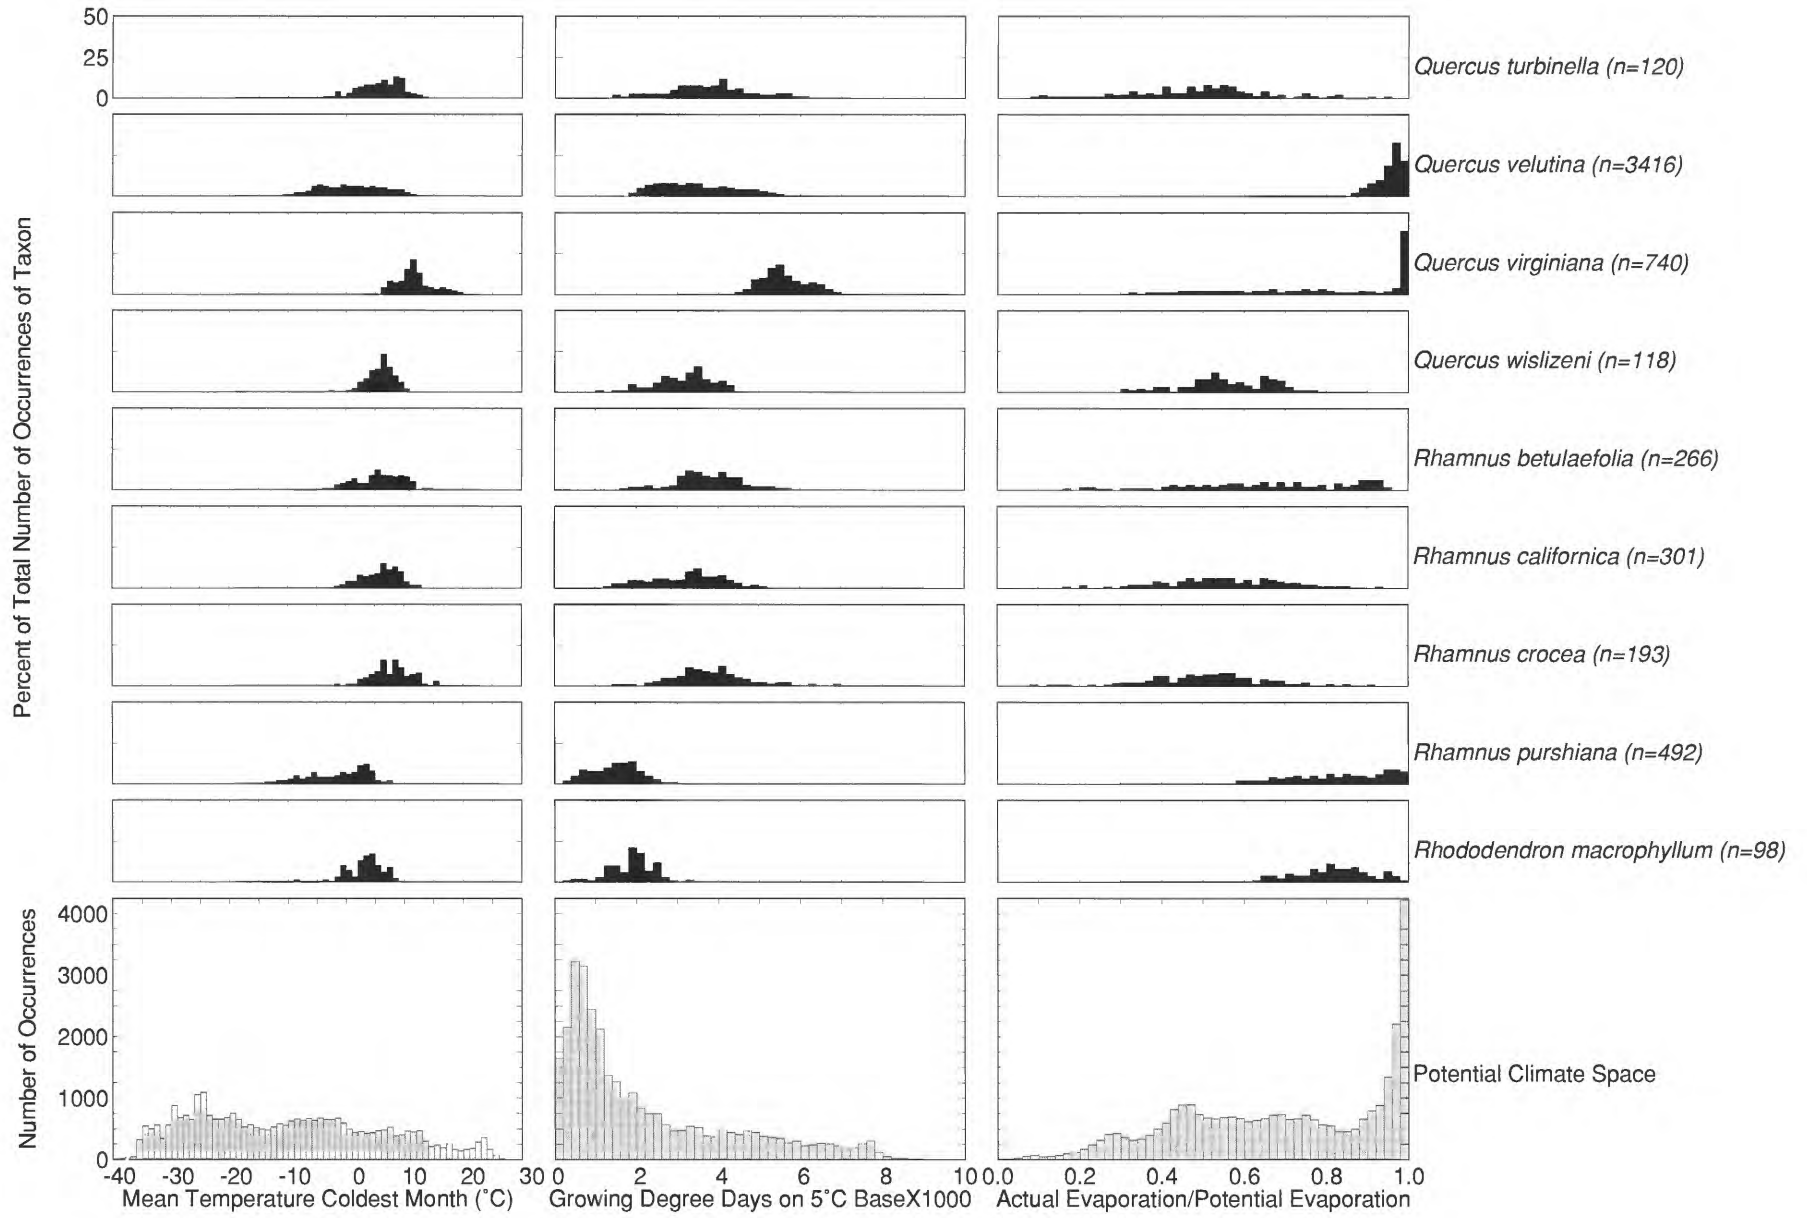 50
25
0
Quercus turbinella (n=120)
Quercus velutina (n=3416)
Quercus virginiana (n=740)
Quercus wislizeni (n=118)
Rhamnus betulaefolia (n=266)
Rhamnus californica (n=301)
Rhamnus crocea (n=193)
Rhamnus purshiana (n=492)
Rhododendron macrophyllum (n=98)
Percent of Total Number of Occurrences of Taxon
4000
3000
2000
1000
0
Number of Occurrences
Potential Climate Space
-40 -30 -20 -10 0 10 20 30
0 2 4 6 8 10
0.0 0.2 0.4 0.6 0.8 1.0
Mean Temperature Coldest Month (°C)
Growing Degree Days on 5°C BaseX1000
Actual Evaporation/Potential Evaporation